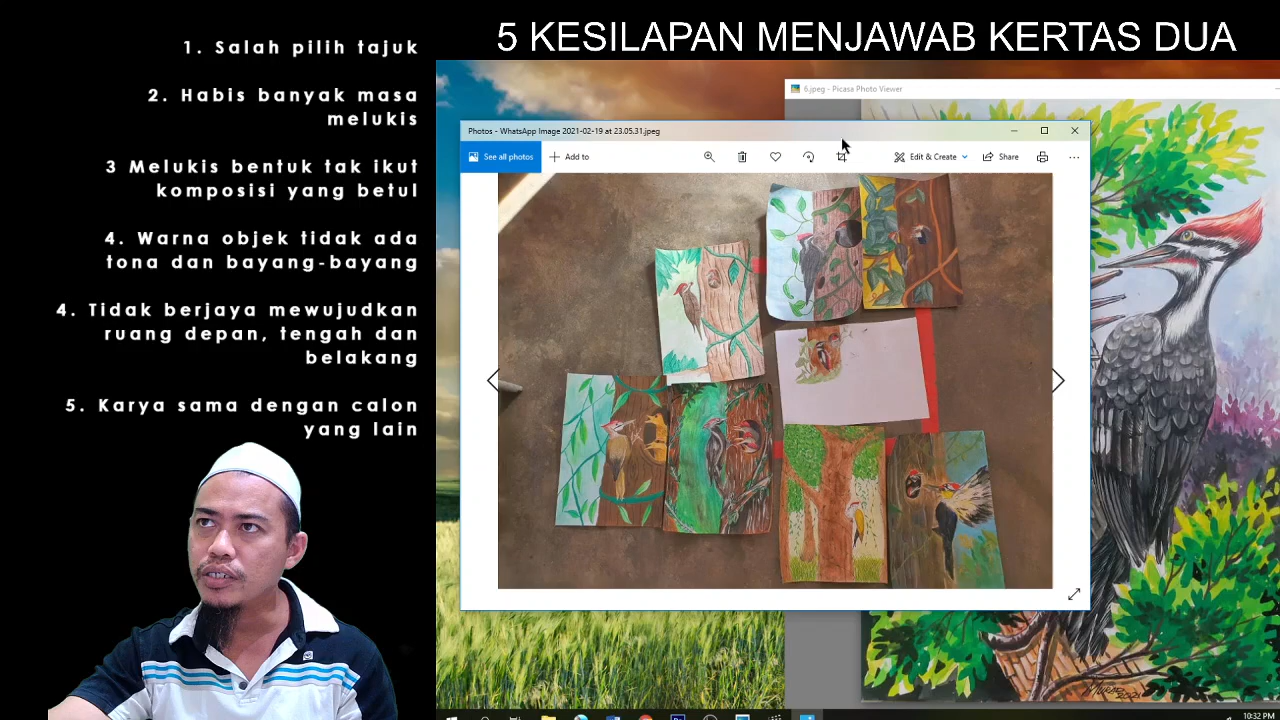 5 KESILAPAN MENJAWAB KERTAS DUA
1. Salah pilih tajuk
2. Habis banyak masa
melukis
3 Melukis bentuk tak ikut
komposisi yang betul
4. Warna objek tidak ada
tona dan bayang-bayang
4. Tidak berjaya mewujudkan
ruang depan, tengah dan
belakang
5. Karya sama dengan calon
yang lain
6.jpeg - Picasa Photo Viewer
Photos - WhatsApp Image 2021-02-19 at 23.05.31.jpeg
See all photos
Add to
Edit & Create
Share
10:32 PM